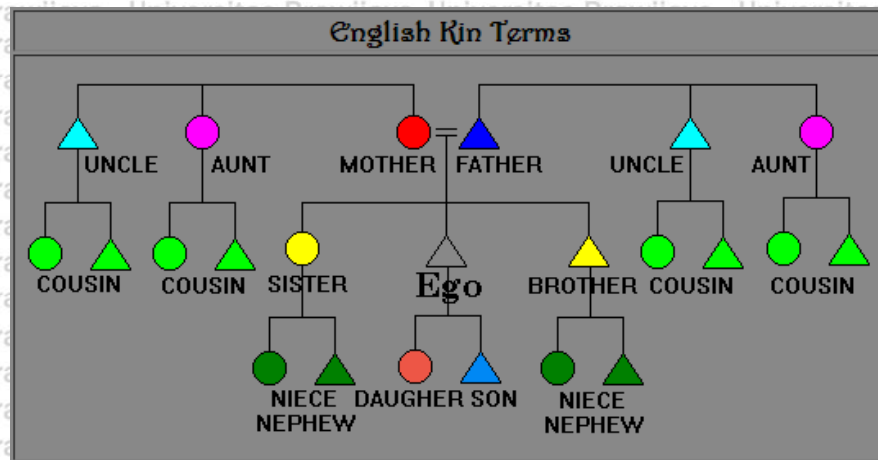 English Kin Terms
UNCLE AUNT MOTHER FATHER UNCLE AUNT
COUSIN COUSIN SISTER Ego BROTHER COUSIN COUSIN
NIECE NEPHEW DAUGHER SON NIECE NEPHEW